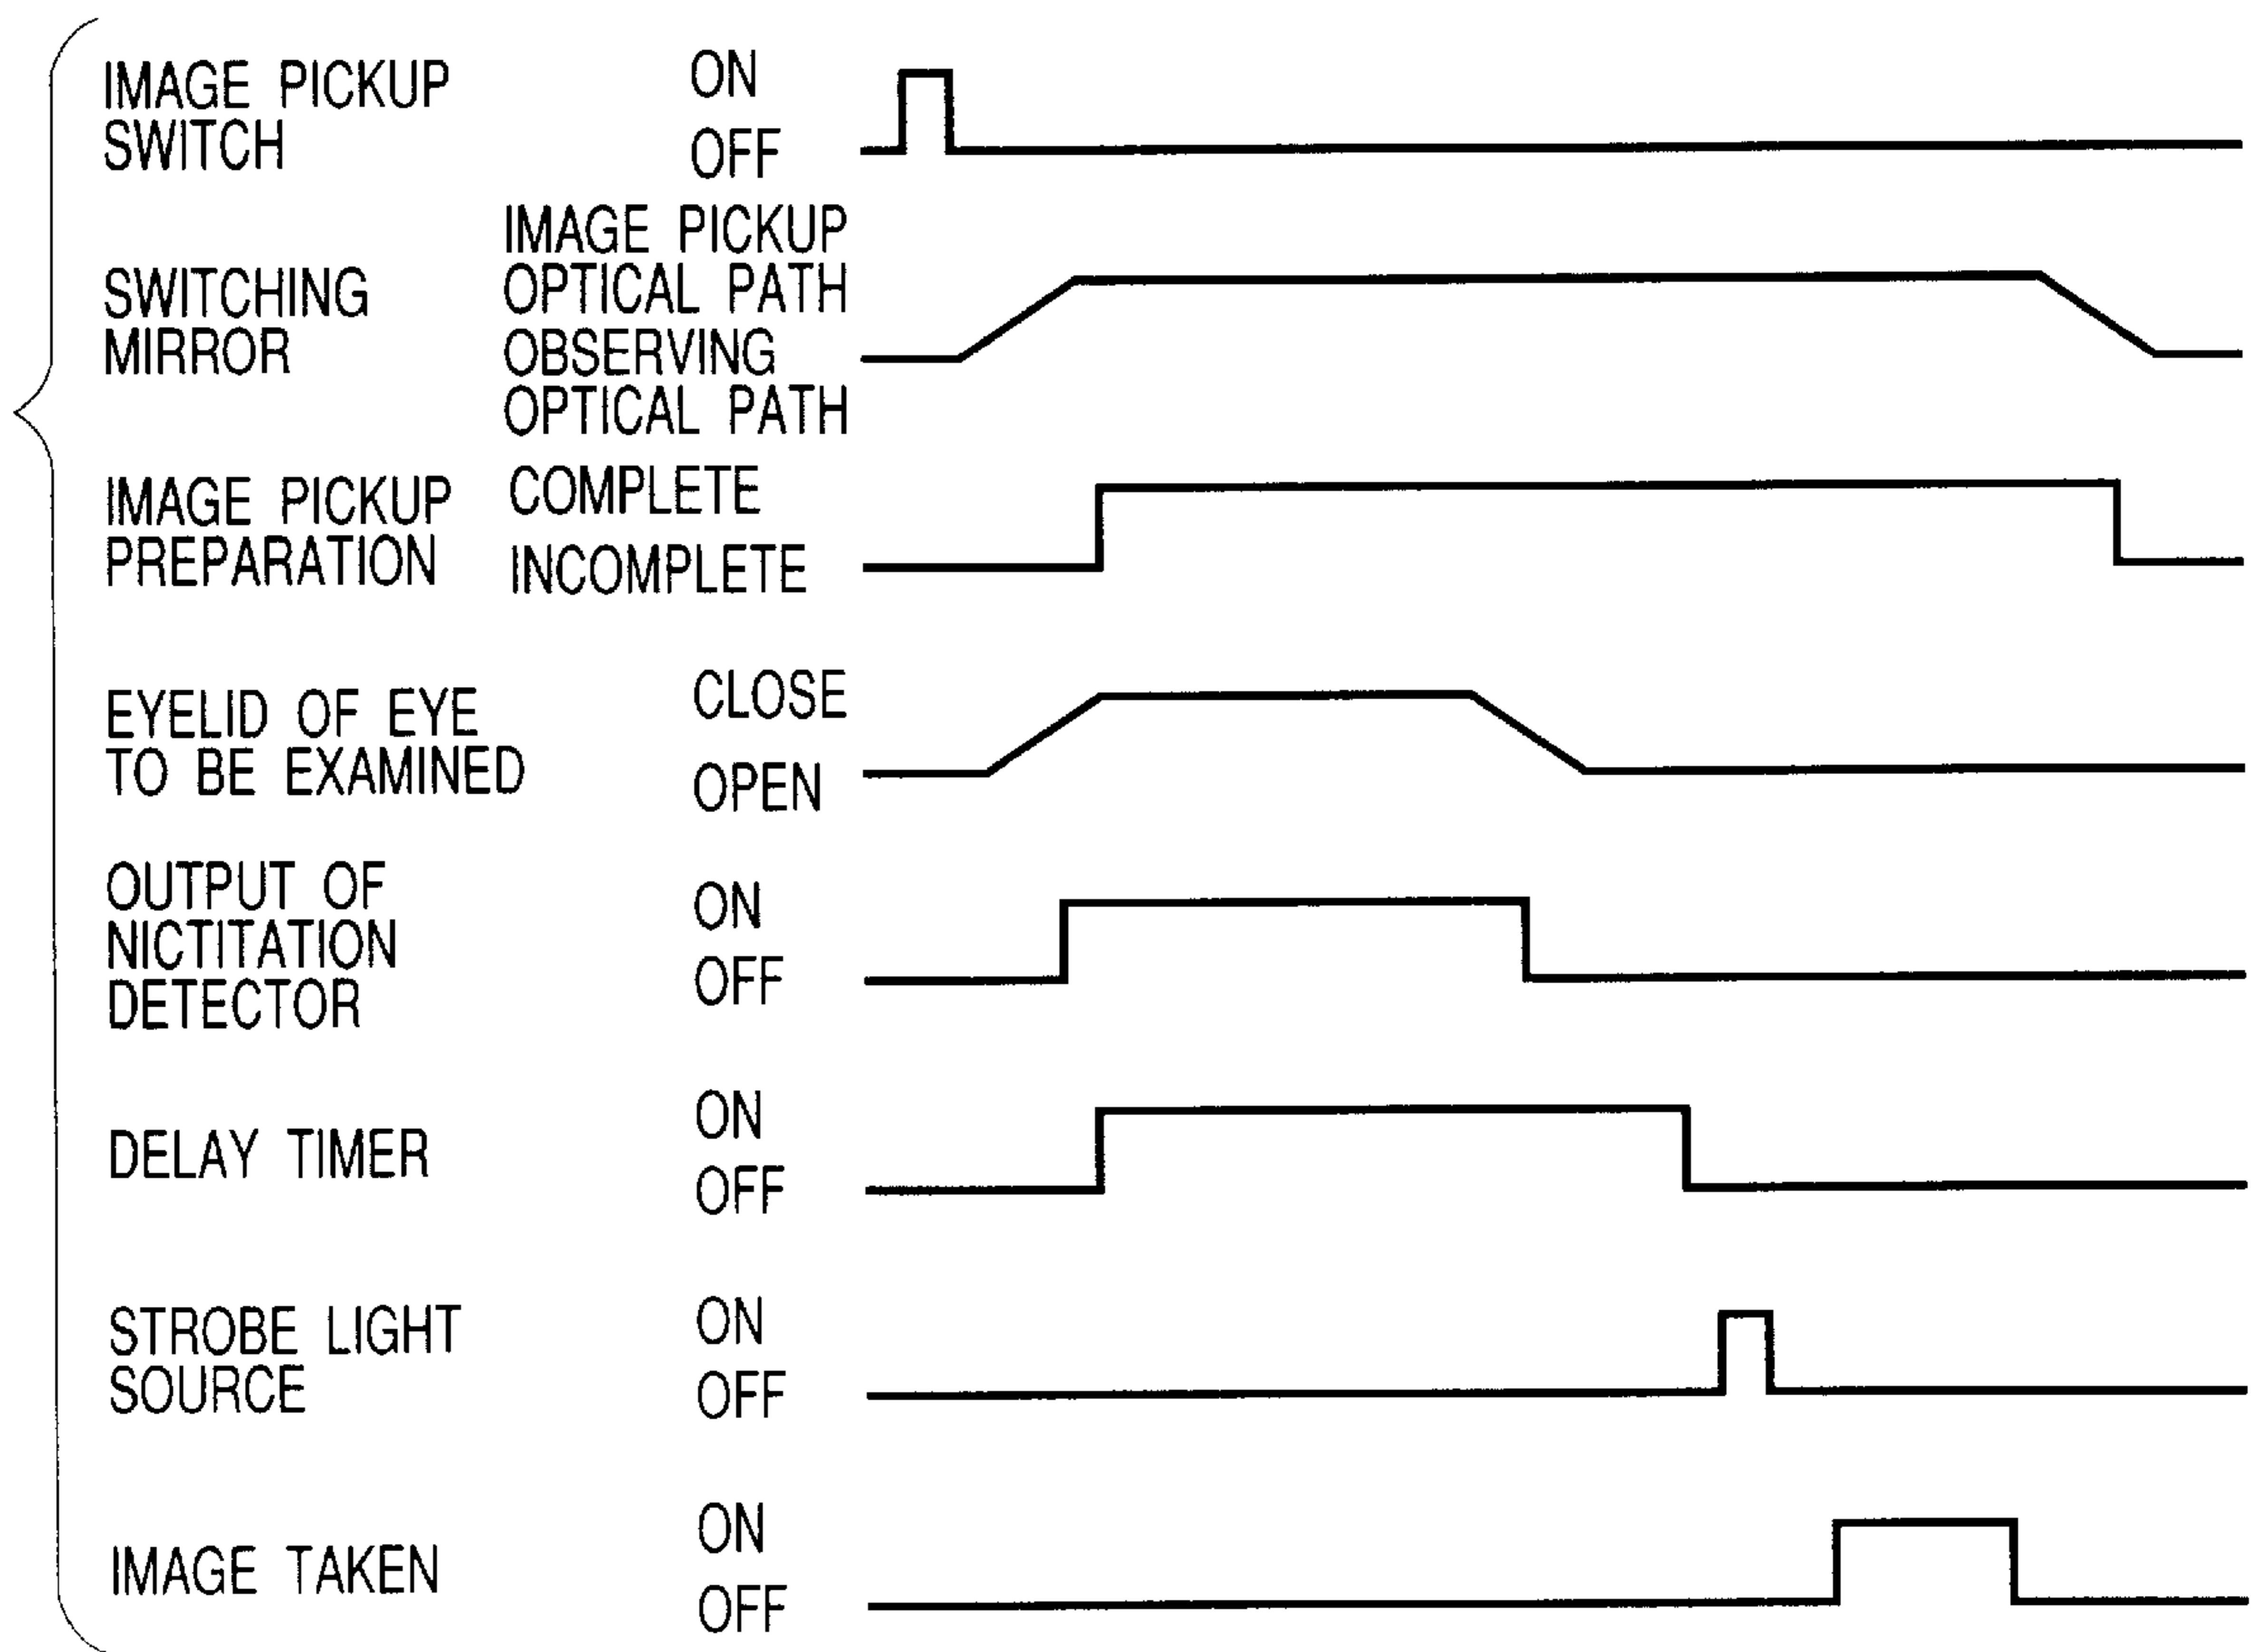 IMAGE PICKUP
SWITCH
ON
OFF
SWITCHING
MIRROR
IMAGE PICKUP
OPTICAL PATH
OBSERVING
OPTICAL PATH
IMAGE PICKUP
PREPARATION
COMPLETE
INCOMPLETE
EYELID OF EYE
TO BE EXAMINED
CLOSE
OPEN
OUTPUT OF
NICTITATION
DETECTOR
ON
OFF
DELAY TIMER
ON
OFF
STROBE LIGHT
SOURCE
ON
OFF
IMAGE TAKEN
ON
OFF